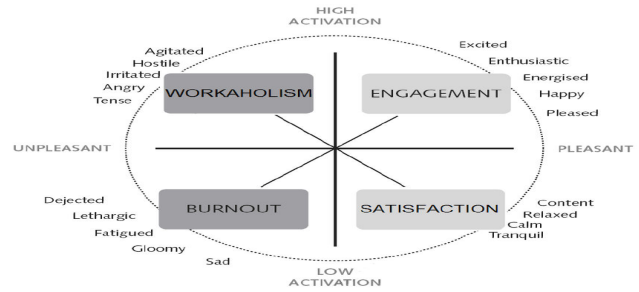 HIGH
ACTIVATION
Agitated
Hostile
Irritated
Angry
Tense
Excited
Enthusiastic
Energised
Happy
Pleased
WORKAHOLISM
ENGAGEMENT
UNPLEASANT
PLEASANT
BURNOUT
SATISFACTION
Dejected
Lethargic
Fatigued
Gloomy
Sad
Content
Relaxed
Calm
Tranquil
LOW
ACTIVATION